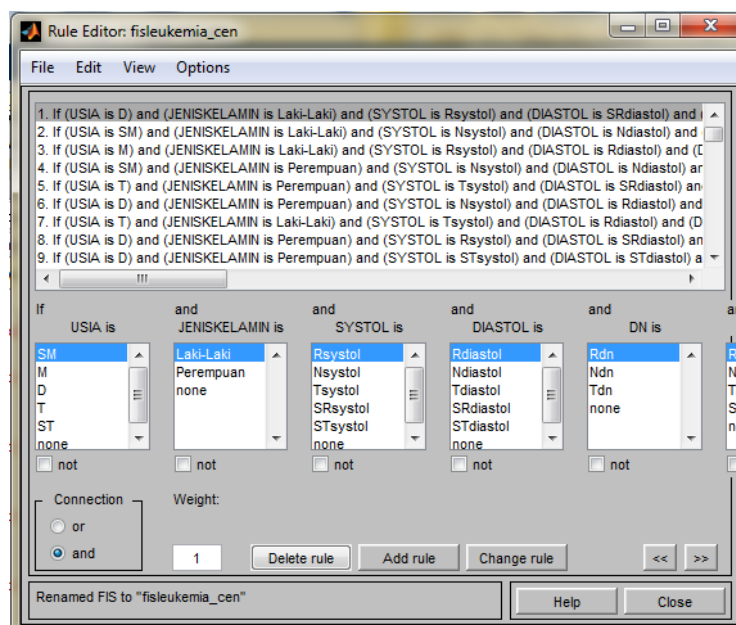 Rule Editor: fisleukemia_cen
File Edit View Options
1. If (USIA is D) and (JENISKELAMIN is Laki-Laki) and (SYSTOL is Rsystol) and (DIASTOL is SRdiastol) and (
2. If (USIA is SM) and (JENISKELAMIN is Laki-Laki) and (SYSTOL is Nsystol) and (DIASTOL is Ndiastol) and
3. If (USIA is M) and (JENISKELAMIN is Laki-Laki) and (SYSTOL is Rsystol) and (DIASTOL is Rdiastol) and (D
4. If (USIA is SM) and (JENISKELAMIN is Perempuan) and (SYSTOL is Nsystol) and (DIASTOL is Ndiastol) ar
5. If (USIA is T) and (JENISKELAMIN is Perempuan) and (SYSTOL is Tsystol) and (DIASTOL is SRdiastol) an
6. If (USIA is D) and (JENISKELAMIN is Perempuan) and (SYSTOL is Nsystol) and (DIASTOL is Rdiastol) and
7. If (USIA is T) and (JENISKELAMIN is Laki-Laki) and (SYSTOL is Tsystol) and (DIASTOL is Rdiastol) and (D
8. If (USIA is D) and (JENISKELAMIN is Perempuan) and (SYSTOL is Rsystol) and (DIASTOL is SRdiastol) an
9. If (USIA is D) and (JENISKELAMIN is Perempuan) and (SYSTOL is STsystol) and (DIASTOL is STdiastol) a
If and and and and a
USIA is JENISKELAMIN is SYSTOL is DIASTOL is DN is
SM Laki-Laki Rsystol Rdiastol Rdn R
M Perempuan Nsystol Ndiastol Ndn N
D none Tsystol Tdiastol Tdn T
T SRsystol SRdiastol none S
ST STsystol STdiastol n
none none none
not not not not not
Connection Weight:
or
and 1 Delete rule Add rule Change rule << >>
Renamed FIS to "fisleukemia_cen" Help Close